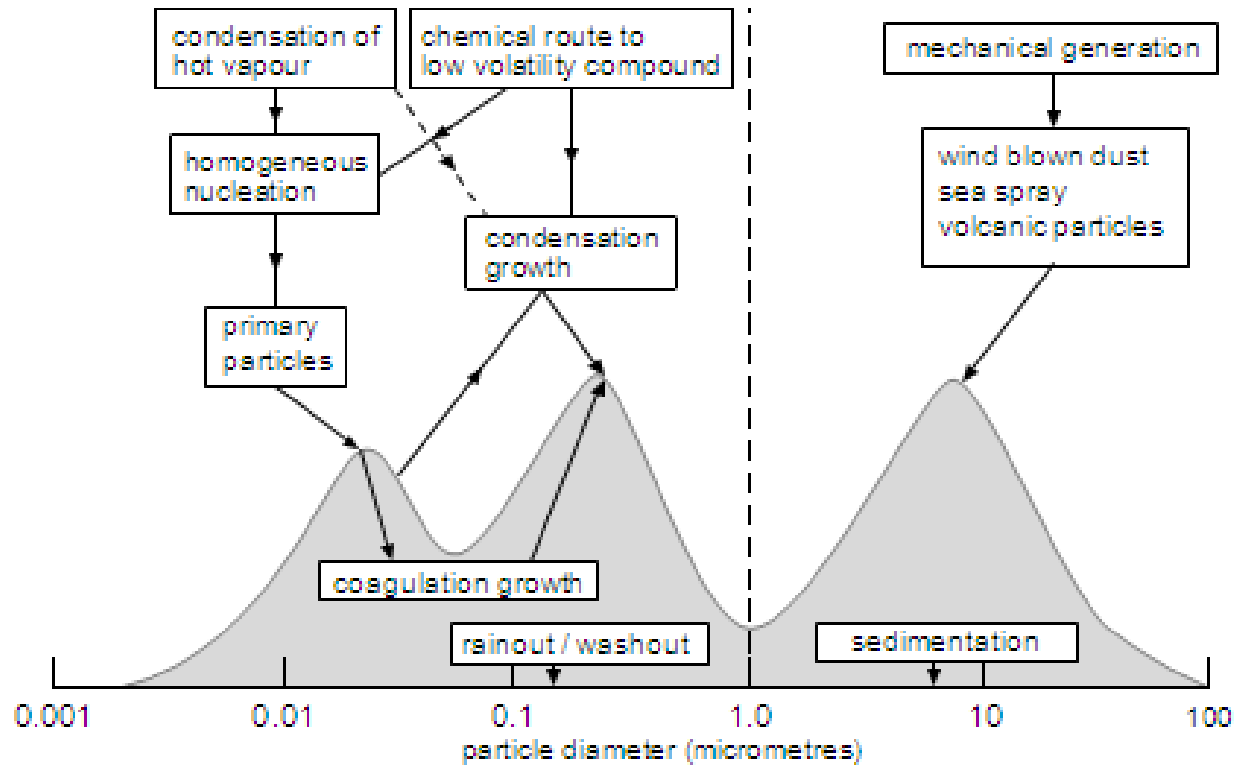 condensation of
hot vapour
chemical route to
low volatility compound
mechanical generation
homogeneous
nucleation
wind blown dust
sea spray
volcanic particles
condensation
growth
primary
particles
coagulation growth
rainout / washout
sedimentation
0.001
0.01
0.1
1.0
10
100
particle diameter (micrometres)